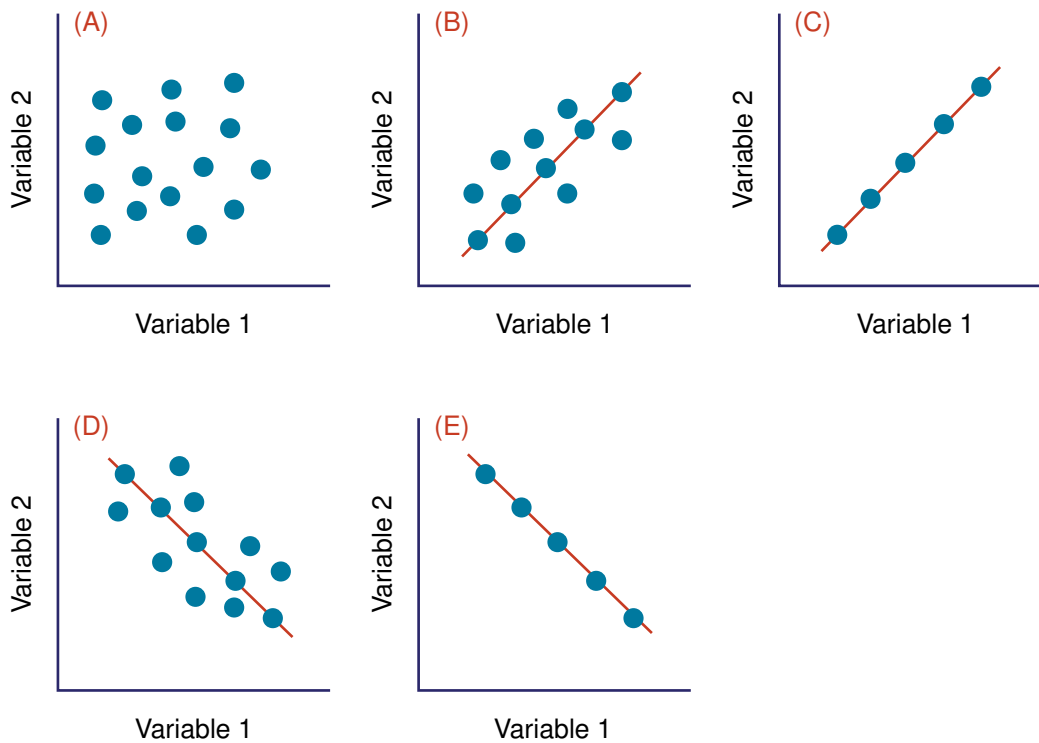 (A)
Variable 2
Variable 1
(B)
Variable 2
Variable 1
(C)
Variable 2
Variable 1
(D)
Variable 2
Variable 1
(E)
Variable 2
Variable 1